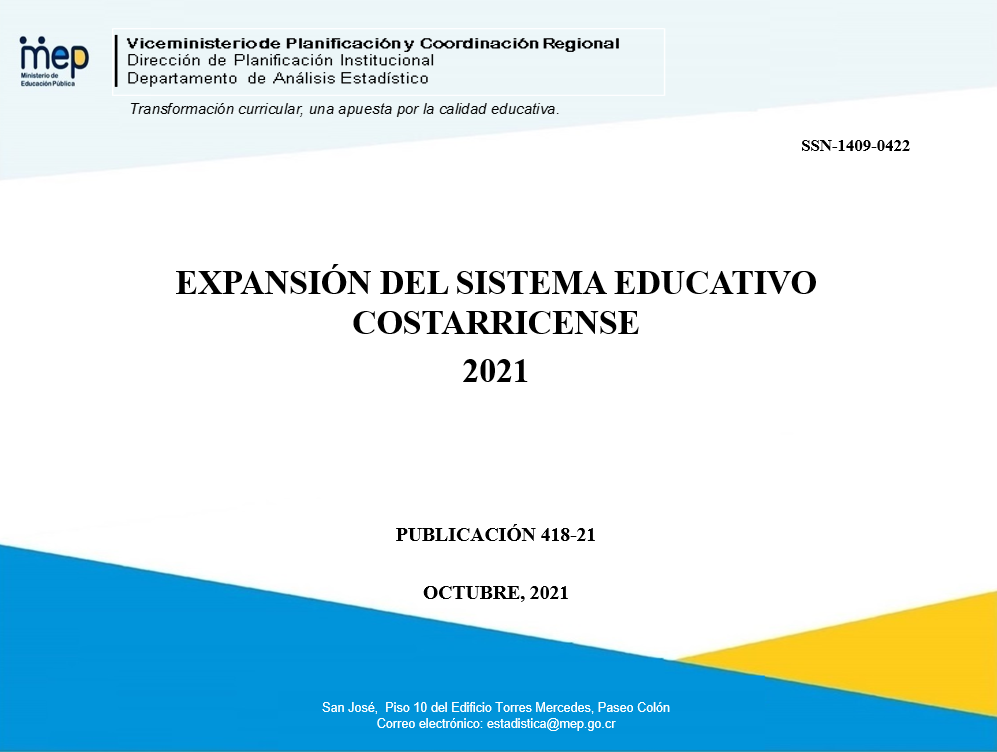 mep
Ministerio de
Educación Pública
Viceministerio de Planificación y Coordinación Regional
Dirección de Planificación Institucional
Departamento de Análisis Estadístico
Transformación curricular, una apuesta por la calidad educativa.
SSN-1409-0422
EXPANSIÓN DEL SISTEMA EDUCATIVO
COSTARRICENSE
2021
PUBLICACIÓN 418-21
OCTUBRE, 2021
San José, Piso 10 del Edificio Torres Mercedes, Paseo Colón
Correo electrónico: estadistica@mep.go.cr